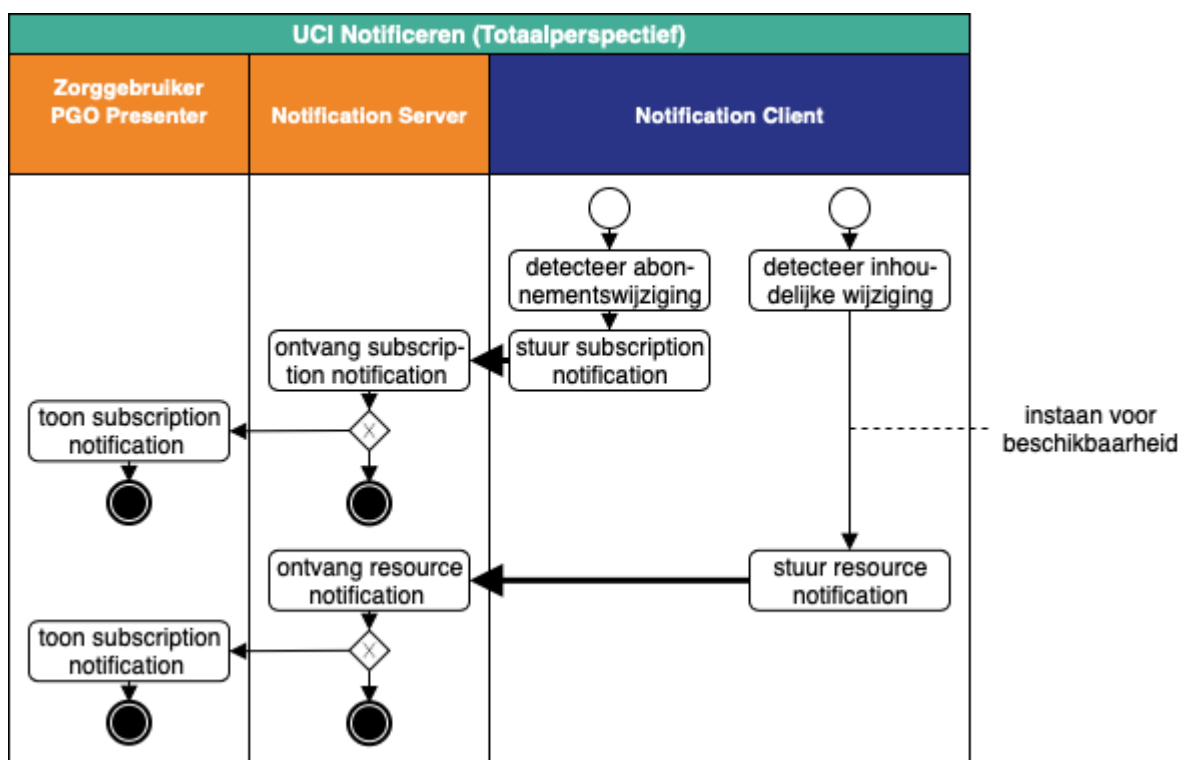 UCI Notificeren (Totaalperspectief)
Zorggebruiker
PGO Presenter
Notification Server
Notification Client
detecteer abon-
nementswijziging
detecteer inhou-
delijke wijziging
ontvang subscrip-
tion notification
stuur subscription
notification
toon subscription
notification
X
instaan voor
beschikbaarheid
ontvang resource
notification
stuur resource
notification
toon subscription
notification
X